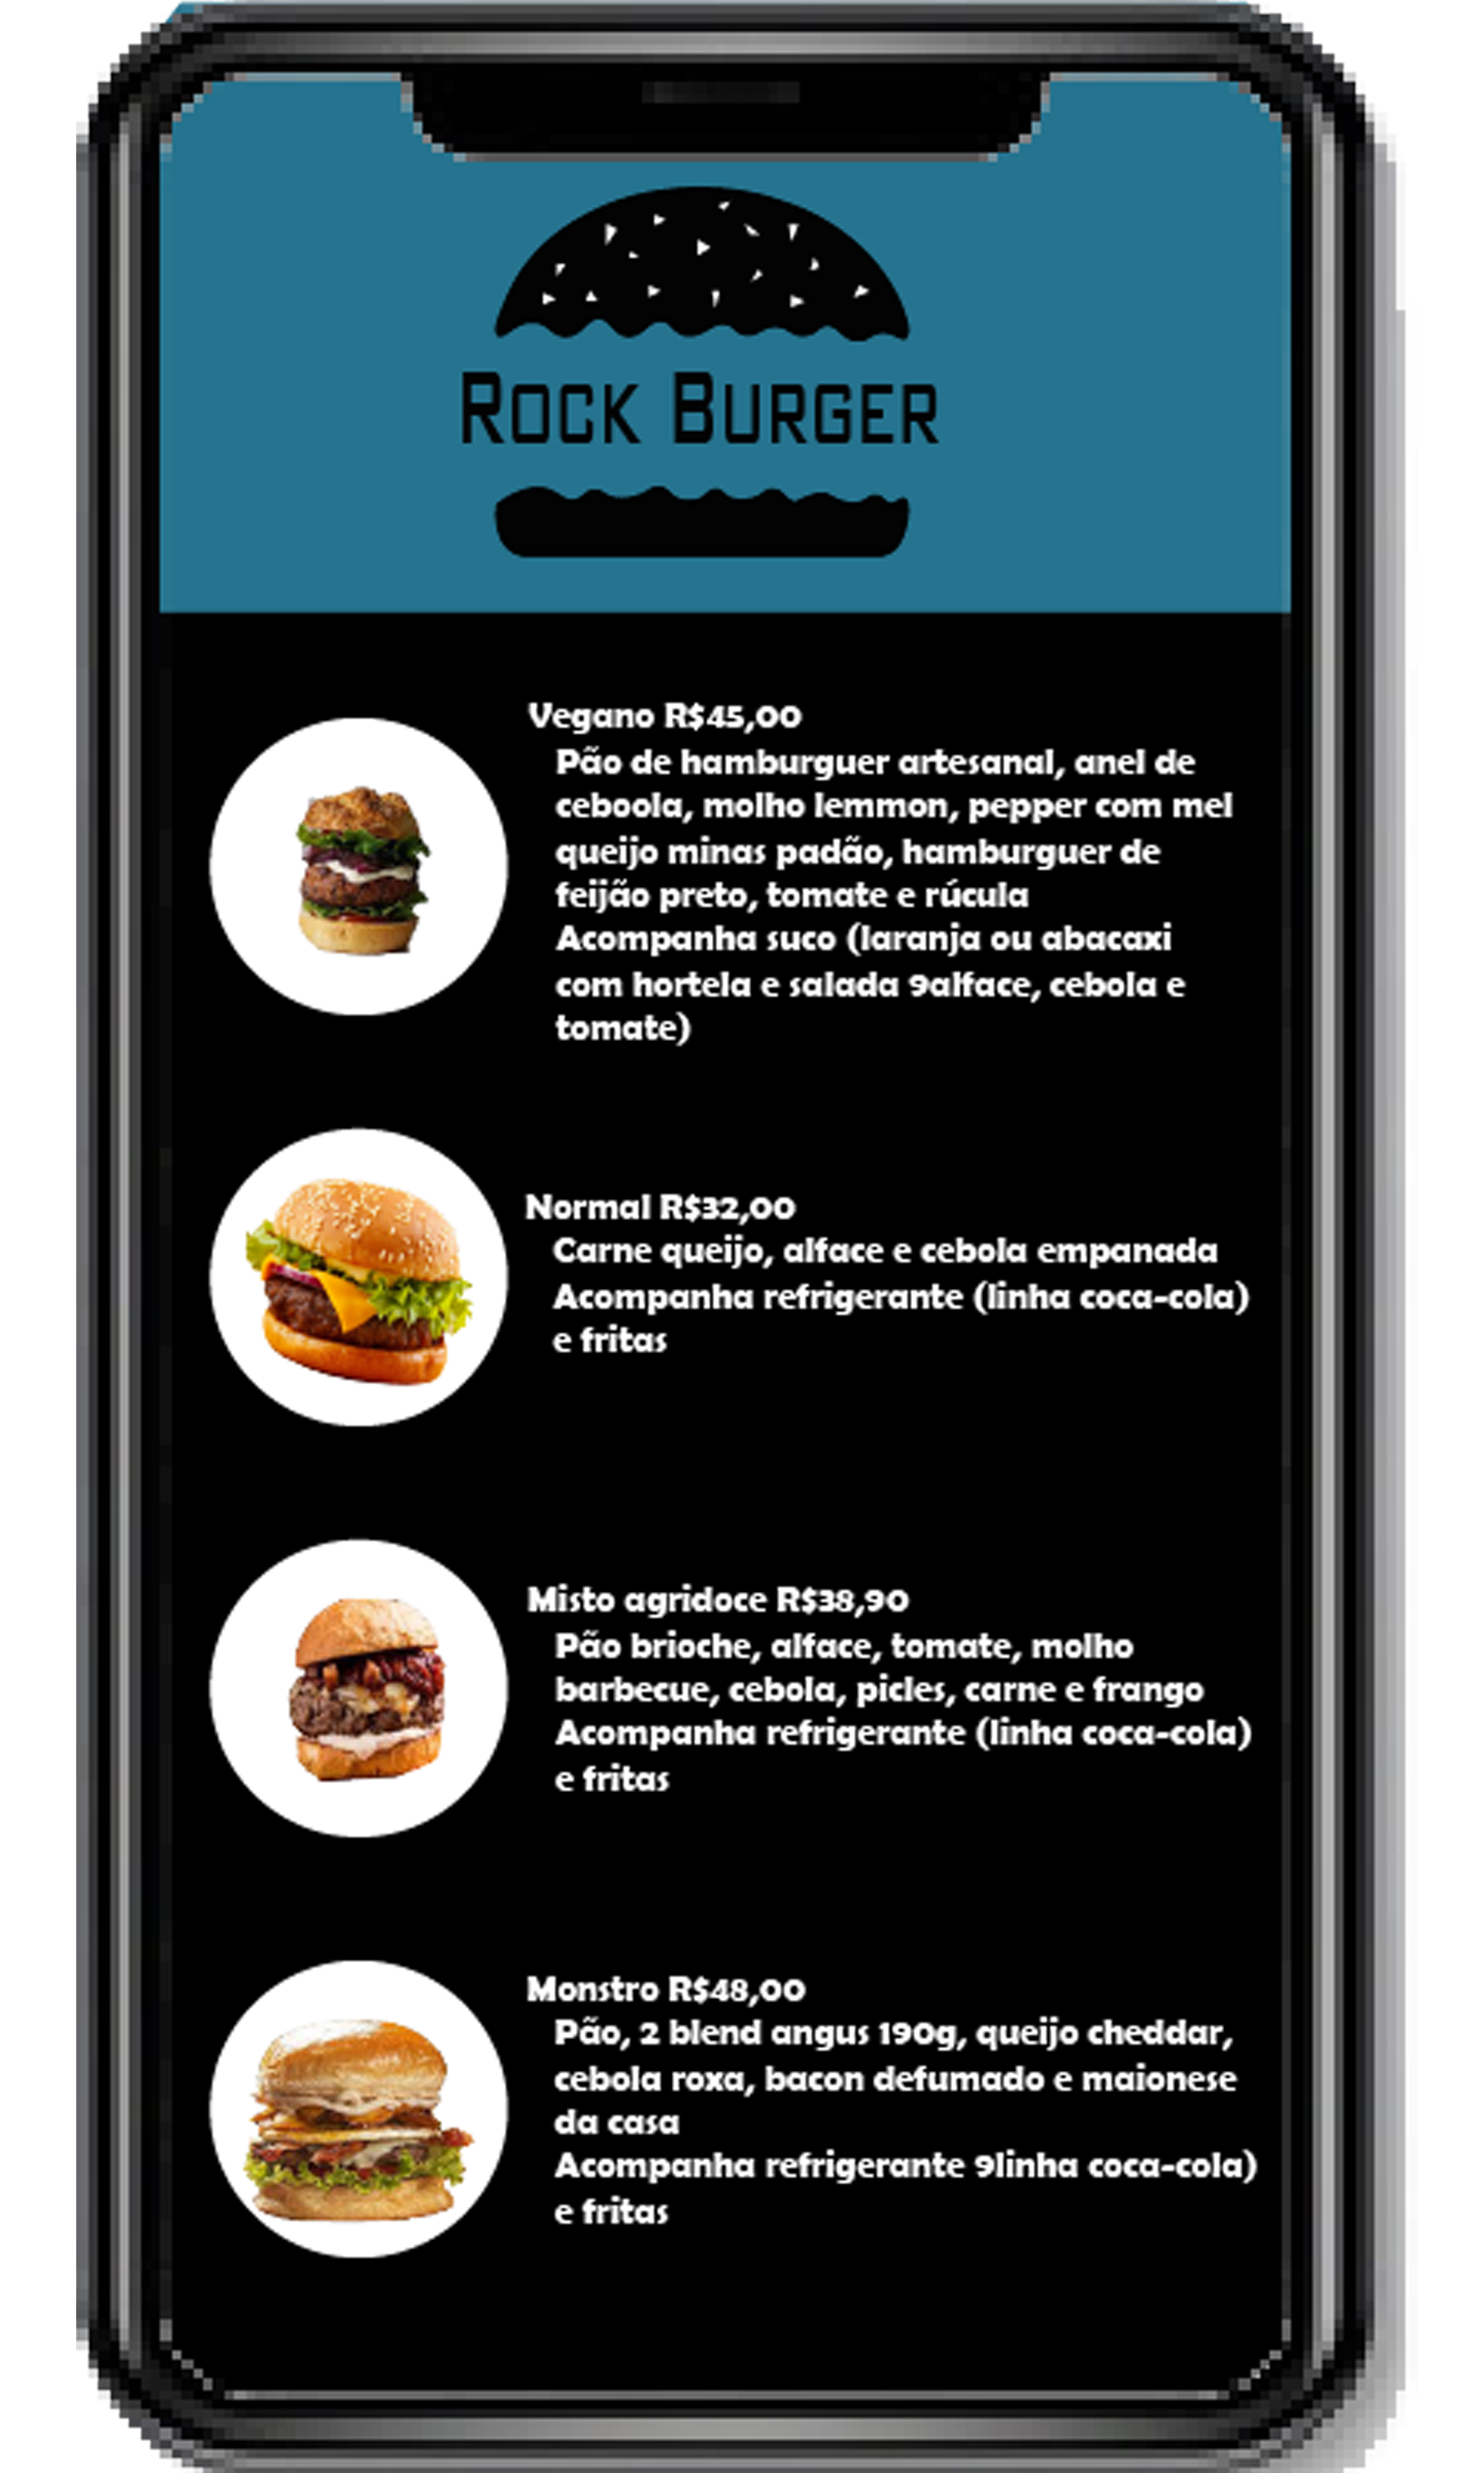 Rock Burger
Vegano R$45,00
Pão de hamburguer artesanal, anel de
ceboola, molho lemmon, pepper com mel
queijo minas padão, hamburguer de
feijão preto, tomate e rúcula
Acompanha suco (laranja ou abacaxi
com hortela e salada 9alface, cebola e
tomate)
Normal R$32,00
Carne queijo, alface e cebola empanada
Acompanha refrigerante (linha coca-cola)
e fritas
Misto agridoce R$38,90
Pão brioche, alface, tomate, molho
barbecue, cebola, picles, carne e frango
Acompanha refrigerante (linha coca-cola)
e fritas
Monstro R$48,00
Pão, 2 blend angus 190g, queijo cheddar,
cebola roxa, bacon defumado e maionese
da casa
Acompanha refrigerante 9linha coca-cola)
e fritas